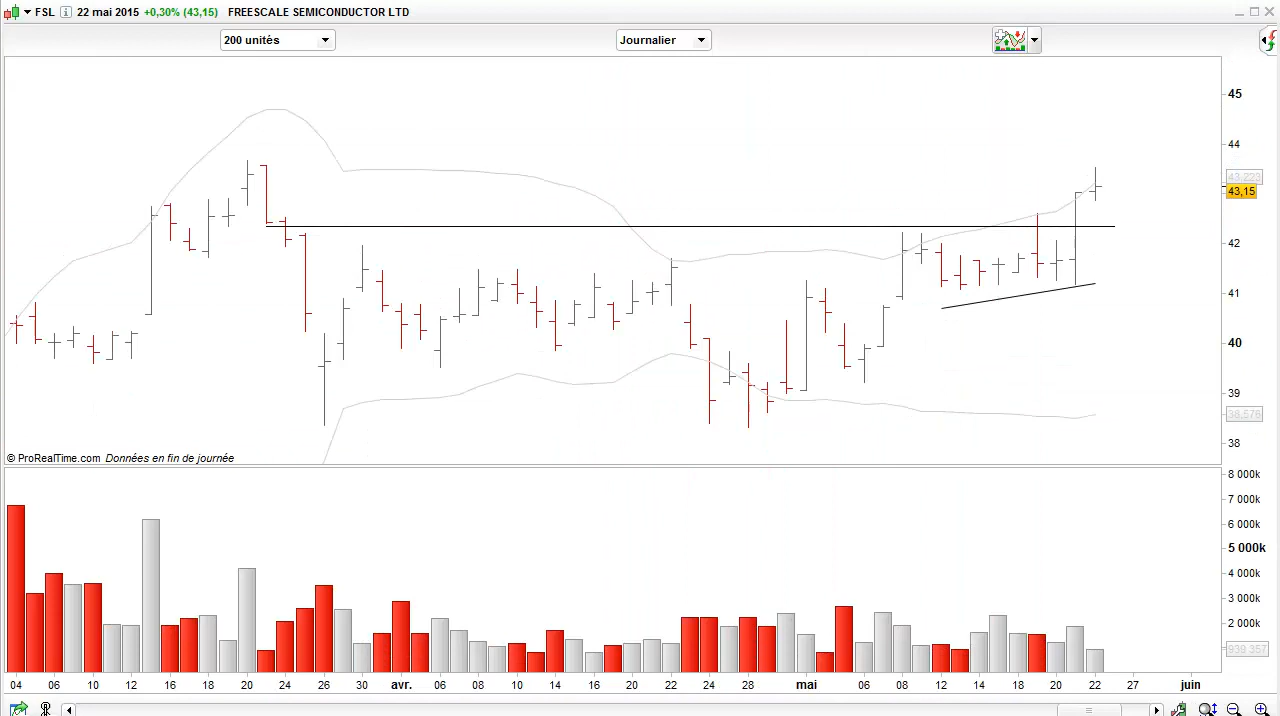 FSL 22 mai 2015 +0,30% (43,15) FREESCALE SEMICONDUCTOR LTD
200 unités Journalier
45
44
43,223
43,15
42
41
40
39
38,578
38
© ProRealTime.com Données en fin de journée
8 000k
7 000k
6 000k
5 000k
4 000k
3 000k
2 000k
939 357
04 06 10 12 16 18 20 24 26 30 avr. 06 08 10 14 16 20 22 24 28 mai 06 08 12 14 18 20 22 27 juin